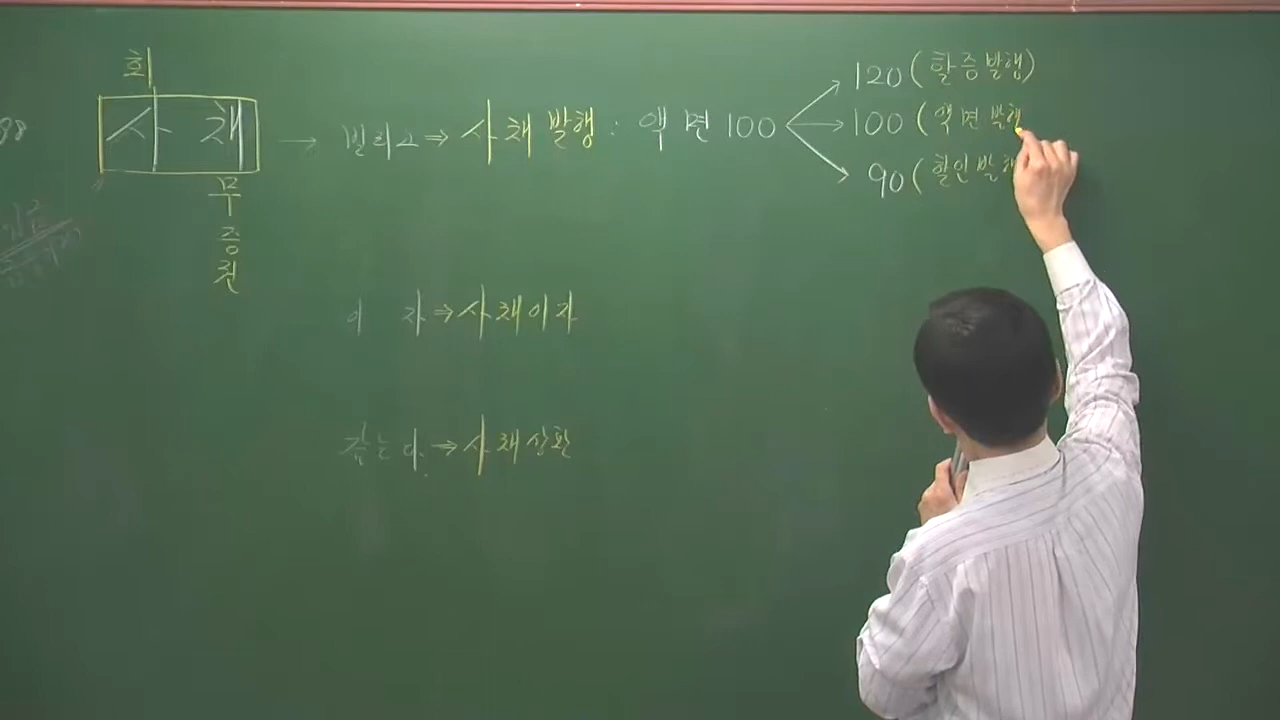 회
사채
무
증
권
→ 빌리고 ⇒ 사채발행 : 액면 100
120 (할증발행)
100 (액면발행
90 (할인발행
이자 ⇒ 사채이자
갚는다. ⇒ 사채상환